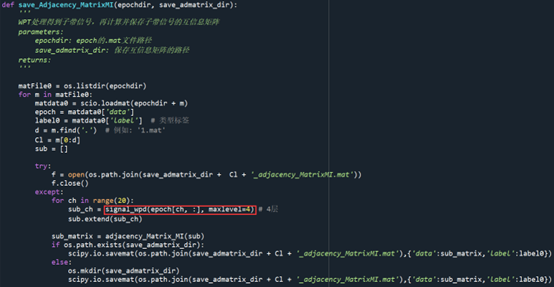 def save_Adjacency_MatrixMI(epochdir, save_admatrix_dir):
    '''
    WPT处理得到子带信号，再计算并保存子带信号的互信息矩阵
    parameters:
        epochdir: epoch的.mat文件路径
        save_admatrix_dir: 保存互信息矩阵的路径
    returns:
    '''
    matFile0 = os.listdir(epochdir)
    for m in matFile0:
        matdata0 = scio.loadmat(epochdir + m)
        epoch = matdata0['data']
        label0 = matdata0['label']  # 类型标签
        d = m.find('.')  # 例如: '1.mat'
        Cl = m[0:d]
        sub = []
        try:
            f = open(os.path.join(save_admatrix_dir +  Cl + '_adjacency_MatrixMI.mat'))
            f.close()
        except:
            for ch in range(20):
                sub_ch = signal_wpd(epoch[ch, :], maxlevel=4) # 4层
                sub.extend(sub_ch)
            sub_matrix = adjacency_MatrixMI(sub)
            if os.path.exists(save_admatrix_dir):
                scipy.io.savemat(os.path.join(save_admatrix_dir + Cl + '_adjacency_MatrixMI.mat'),{'data':sub_matrix,'label':label0})
            else:
                os.mkdir(save_admatrix_dir)
                scipy.io.savemat(os.path.join(save_admatrix_dir + Cl + '_adjacency_MatrixMI.mat'),{'data':sub_matrix,'label':label0})